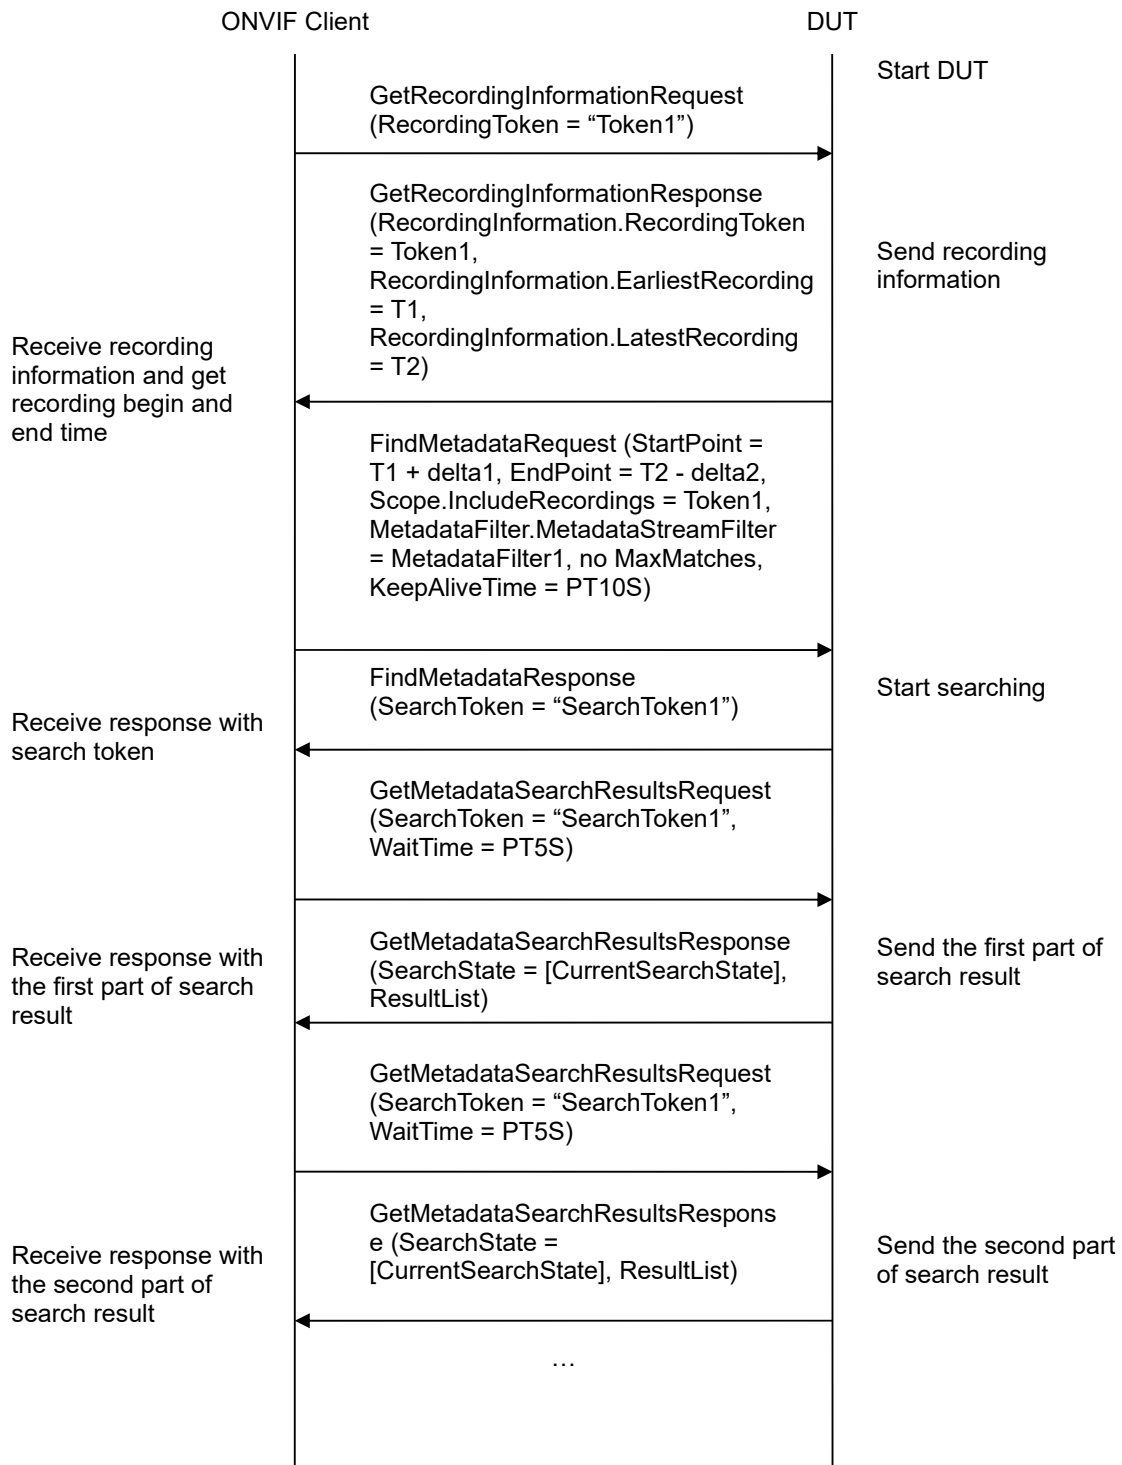 ONVIF Client
DUT
Start DUT
GetRecordingInformationRequest
(RecordingToken = “Token1”)
GetRecordingInformationResponse
(RecordingInformation.RecordingToken
= Token1,
RecordingInformation.EarliestRecording
= T1,
RecordingInformation.LatestRecording
= T2)
Send recording
information
Receive recording
information and get
recording begin and
end time
FindMetadataRequest (StartPoint =
T1 + delta1, EndPoint = T2 - delta2,
Scope.IncludeRecordings = Token1,
MetadataFilter.MetadataStreamFilter
= MetadataFilter1, no MaxMatches,
KeepAliveTime = PT10S)
FindMetadataResponse
(SearchToken = “SearchToken1”)
Start searching
Receive response with
search token
GetMetadataSearchResultsRequest
(SearchToken = “SearchToken1”,
WaitTime = PT5S)
GetMetadataSearchResultsResponse
(SearchState = [CurrentSearchState],
ResultList)
Send the first part of
search result
Receive response with
the first part of search
result
GetMetadataSearchResultsRequest
(SearchToken = “SearchToken1”,
WaitTime = PT5S)
GetMetadataSearchResultsRespons
e (SearchState =
[CurrentSearchState], ResultList)
Send the second part
of search result
Receive response with
the second part of
search result
…